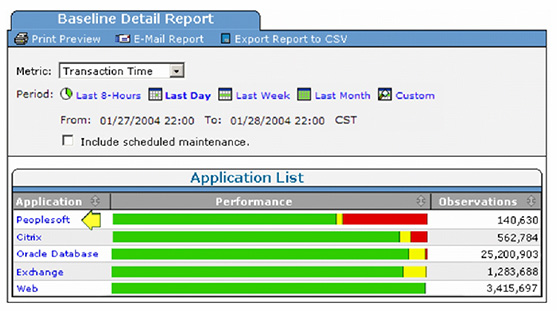 Baseline Detail Report
Print Preview E-Mail Report Export Report to CSV
Metric: Transaction Time
Period: Last 8-Hours Last Day Last Week Last Month Custom
From: 01/27/2004 22:00 To: 01/28/2004 22:00 CST
Include scheduled maintenance.
Application List
Application Performance Observations
Peoplesoft 140,630
Citrix 562,784
Oracle Database 25,200,903
Exchange 1,283,688
Web 3,415,697